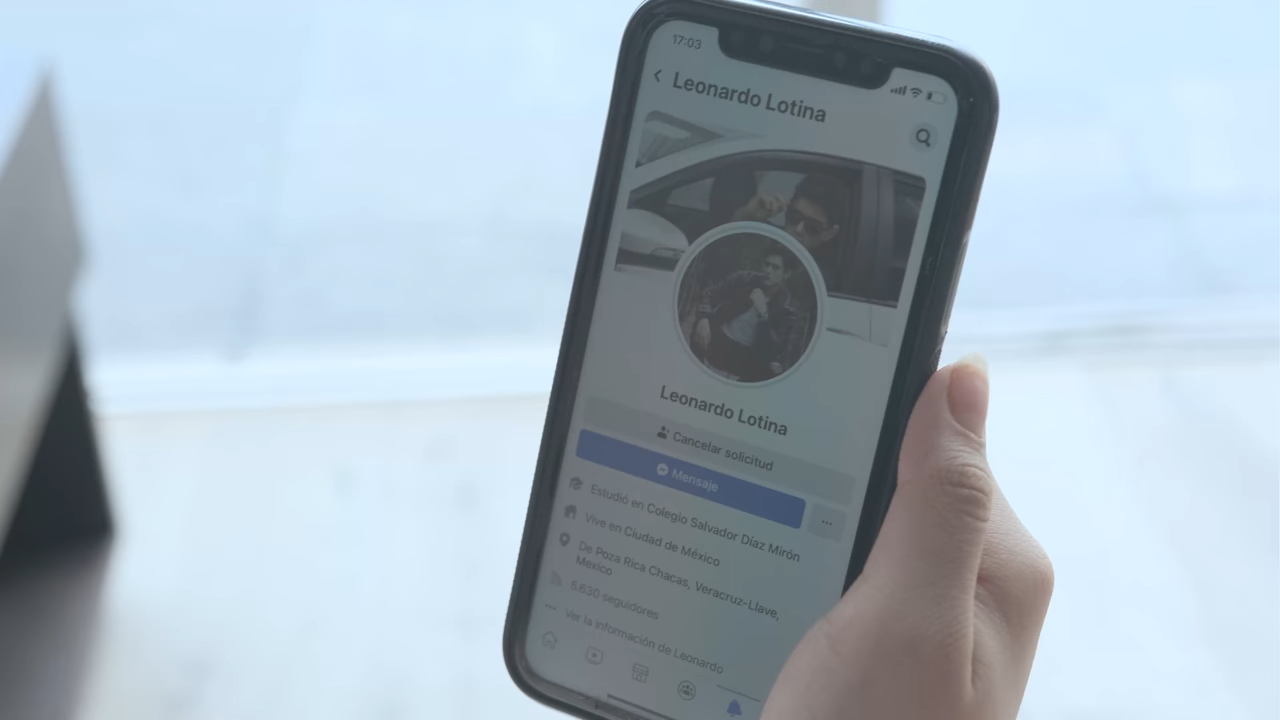 17:03
Leonardo Lotina
Leonardo Lotina
Cancelar solicitud
Mensaje
...
Estudió en Colegio Salvador Díaz Mirón
Vive en Ciudad de México
De Poza Rica Chacas, Veracruz-Llave,
Mexico
5,630 seguidores
... Ver la información de Leonardo